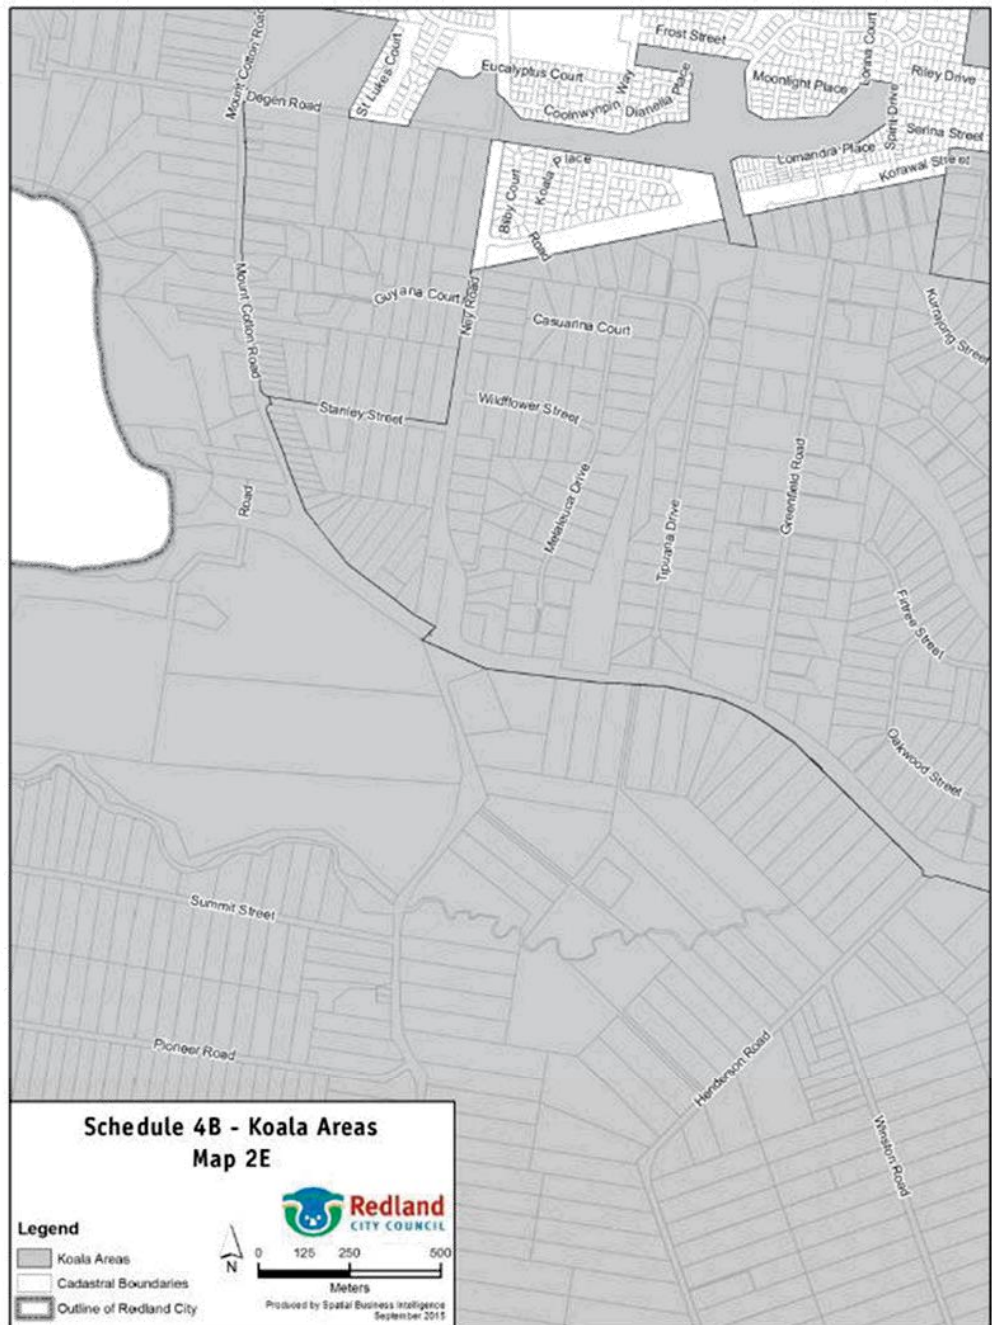 Mount Cotton Road
St Lukes Court
Frost Street
Lorina Court
Eucalyptus Court
Way
Place
Moonlight Place
Riley Drive
Degen Road
Coolnwynpin
Dianella
Spirit Drive
Serina Street
Place
Lomandra Place
Korawal Street
Bilby Court
Koala
Road
Mount Cotton Road
Guyana Court
Ney Road
Casuarina Court
Kurrajong Street
Stanley Street
Wildflower Street
Road
Melaleuca Drive
Tipuana Drive
Greenfield Road
Firtree Street
Oakwood Street
Summit Street
Pioneer Road
Henderson Road
Winston Road
Schedule 4B - Koala Areas
Map 2E
Redland
CITY COUNCIL
Legend
Koala Areas
Cadastral Boundaries
Outline of Redland City
N
0 125 250 500
Meters
Produced by Spatial Business Intelligence
September 2015